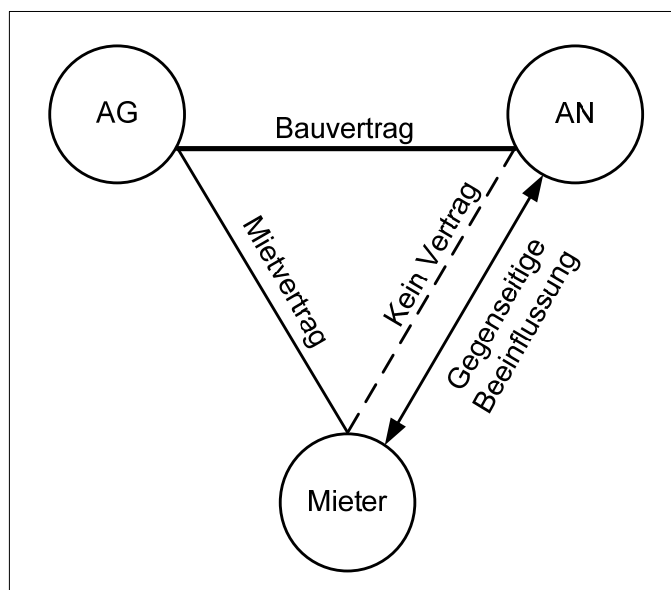 AG
AN
Bauvertrag
Mietvertrag
Kein Vertrag
Gegenseitige
Beeinflussung
Mieter